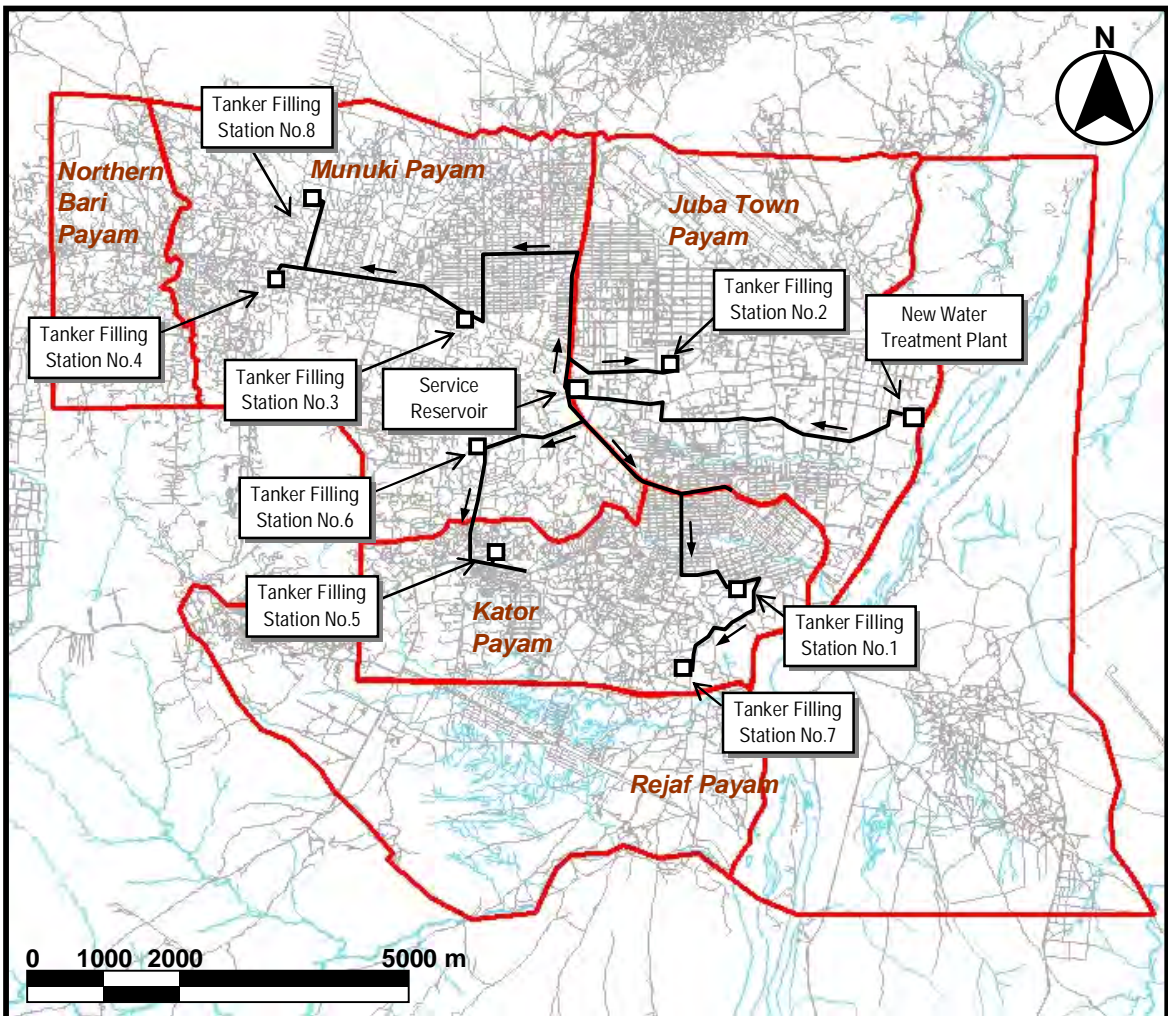 N
Tanker Filling
Station No.8
Northern
Bari
Payam
Munuki Payam
Juba Town
Payam
Tanker Filling
Station No.2
New Water
Treatment Plant
Tanker Filling
Station No.4
Tanker Filling
Station No.3
Service
Reservoir
Tanker Filling
Station No.6
Tanker Filling
Station No.5
Kator
Payam
Tanker Filling
Station No.1
Tanker Filling
Station No.7
Rejaf Payam
0 1000 2000 5000 m